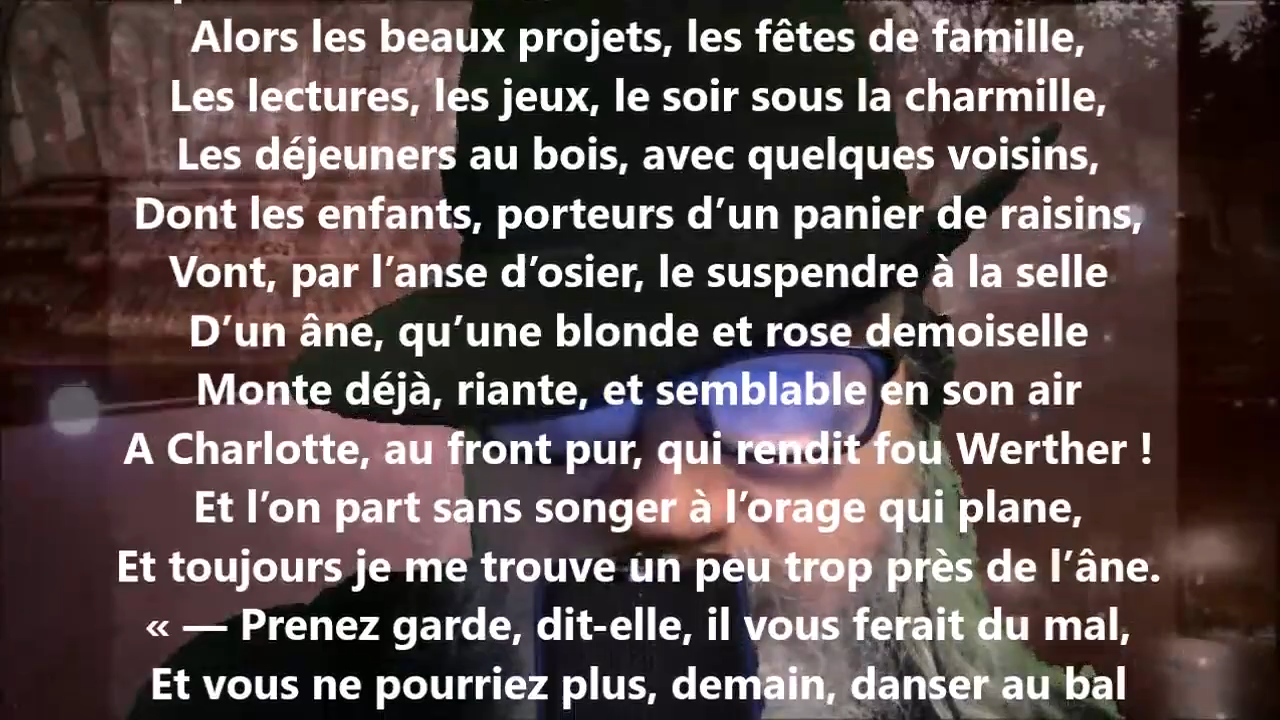 Alors les beaux projets, les fêtes de famille,
Les lectures, les jeux, le soir sous la charmille,
Les déjeuners au bois, avec quelques voisins,
Dont les enfants, porteurs d’un panier de raisins,
Vont, par l’anse d’osier, le suspendre à la selle
D’un âne, qu’une blonde et rose demoiselle
Monte déjà, riante, et semblable en son air
A Charlotte, au front pur, qui rendit fou Werther !
Et l’on part sans songer à l’orage qui plane,
Et toujours je me trouve un peu trop près de l’âne.
« — Prenez garde, dit-elle, il vous ferait du mal,
Et vous ne pourriez plus, demain, danser au bal